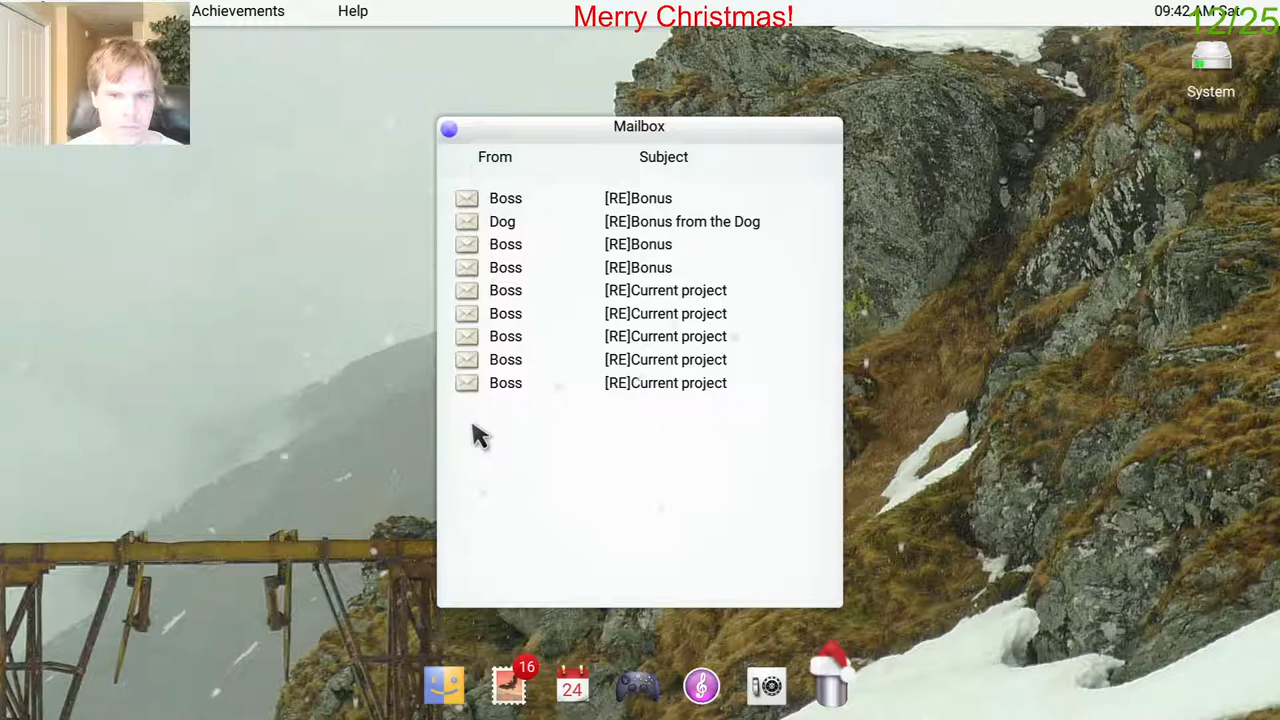 Achievements Help Merry Christmas! 09:42 AM Sat
12/25
System
Mailbox
From Subject
Boss [RE]Bonus
Dog [RE]Bonus from the Dog
Boss [RE]Bonus
Boss [RE]Bonus
Boss [RE]Current project
Boss [RE]Current project
Boss [RE]Current project
Boss [RE]Current project
Boss [RE]Current project
16
24